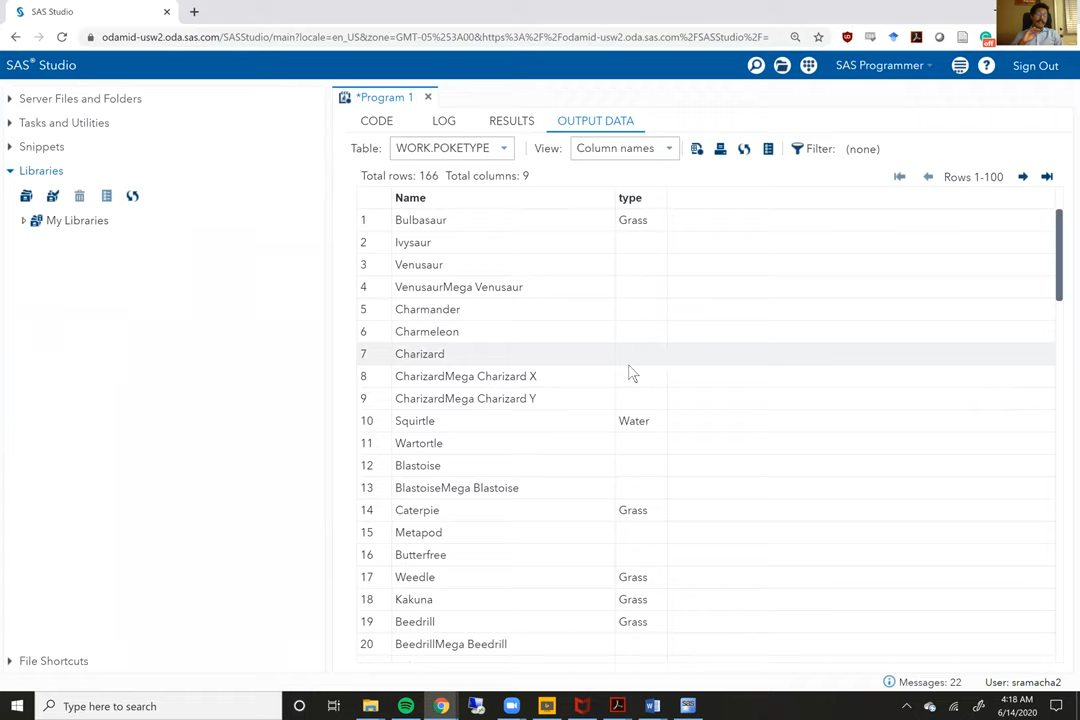 SAS Studio
odamid-usw2.oda.sas.com/SASStudio/main?locale=en_US&zone=GMT-05%253A00&https%3A%2F%2Fodamid-usw2.oda.sas.com%2FSASStudio%2F=
off
SAS® Studio
SAS Programmer
Sign Out
Server Files and Folders
Tasks and Utilities
Snippets
Libraries
My Libraries
File Shortcuts
*Program 1
CODE LOG RESULTS OUTPUT DATA
Table: WORK.POKETYPE View: Column names Filter: (none)
Total rows: 166 Total columns: 9 Rows 1-100
Name type
1 Bulbasaur Grass
2 Ivysaur
3 Venusaur
4 VenusaurMega Venusaur
5 Charmander
6 Charmeleon
7 Charizard
8 CharizardMega Charizard X
9 CharizardMega Charizard Y
10 Squirtle Water
11 Wartortle
12 Blastoise
13 BlastoiseMega Blastoise
14 Caterpie Grass
15 Metapod
16 Butterfree
17 Weedle Grass
18 Kakuna Grass
19 Beedrill Grass
20 BeedrillMega Beedrill
Messages: 22 User: sramacha2
Type here to search
4:18 AM
6/14/2020